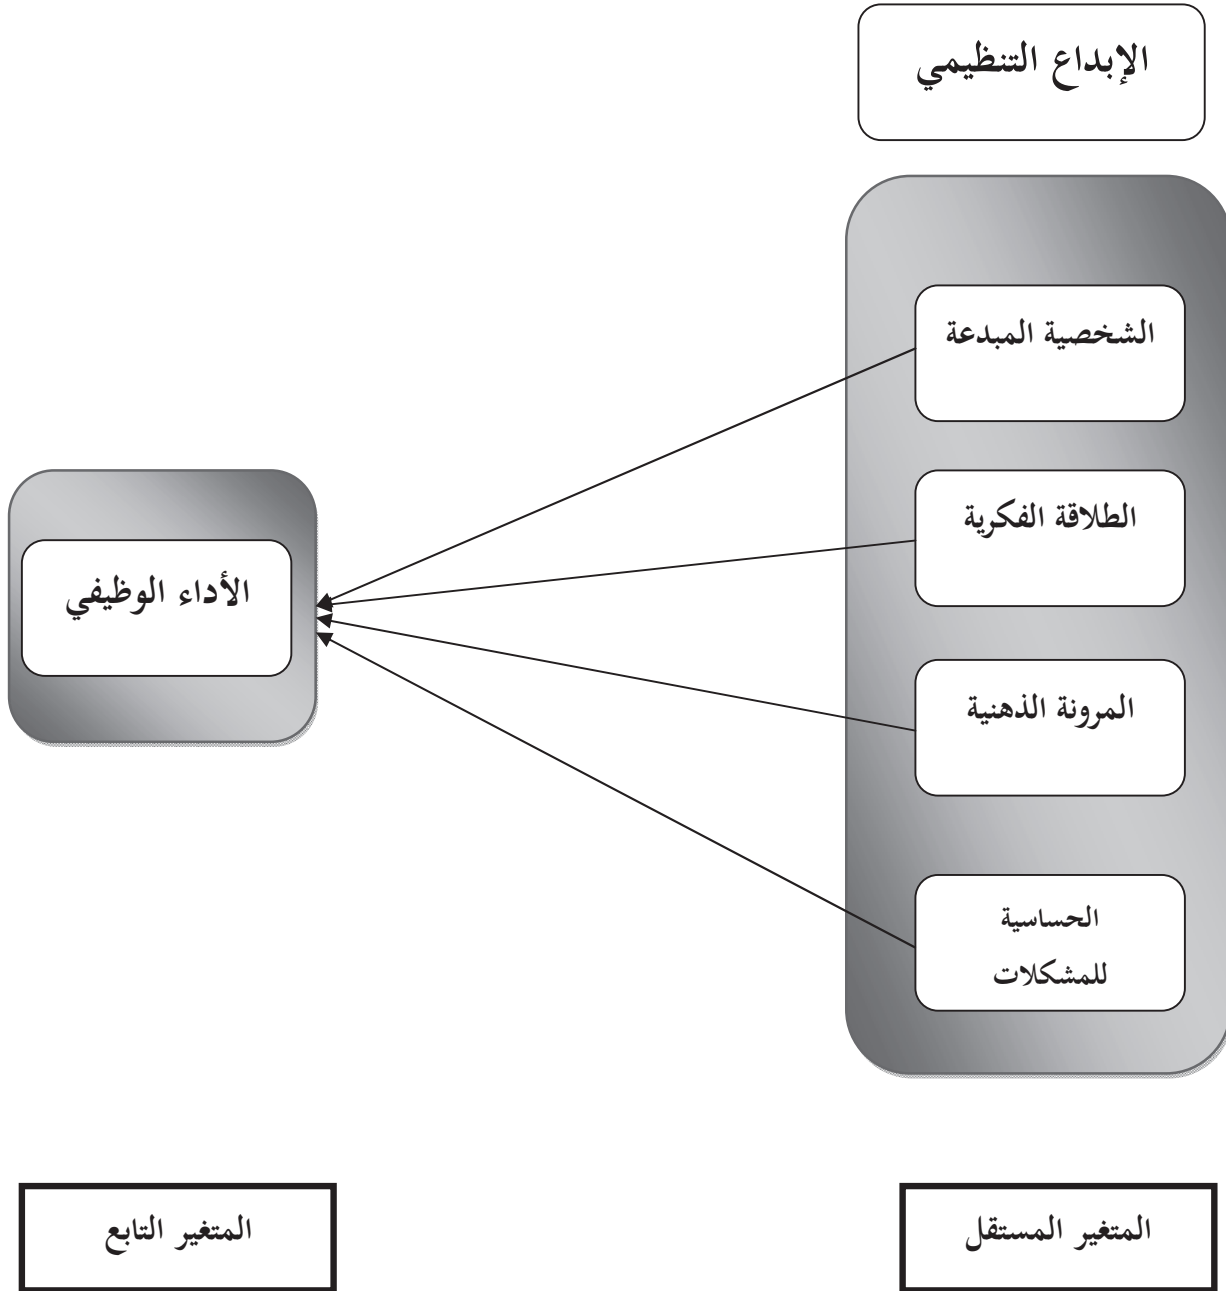 الإبداع التنظيمي
الشخصية المبدعة
الطلاقة الفكرية
الأداء الوظيفي
المرونة الذهنية
الحساسية
للمشكلات
المتغير المستقل
المتغير التابع